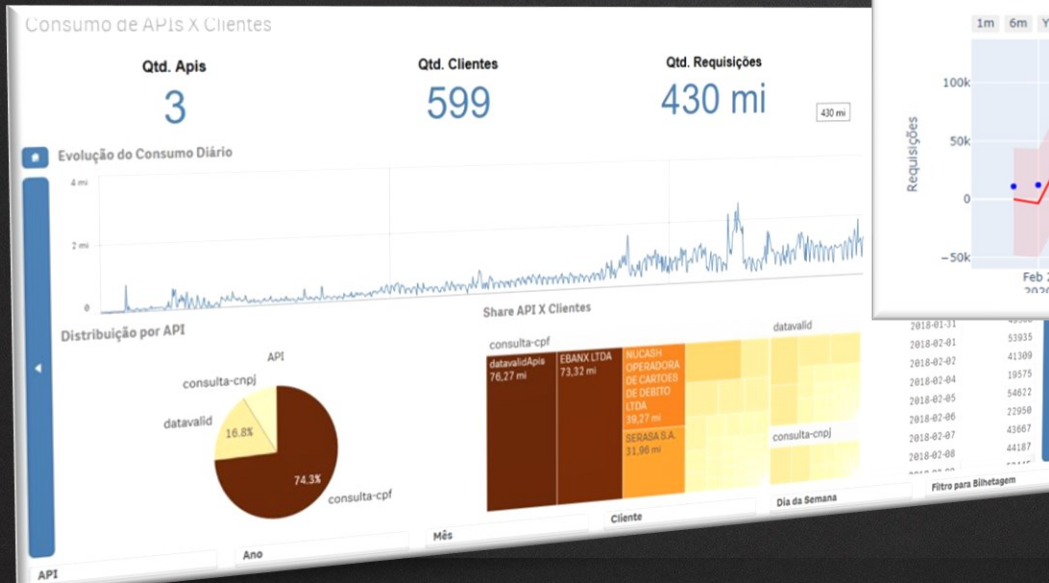 Consumo de APIs X Clientes
Qtd. Apis
3
Qtd. Clientes
599
Qtd. Requisições
430 mi
430 mi
Evolução do Consumo Diário
4 mi
2 mi
0
Distribuição por API
API
consulta-cnpj
datavalid
16.8%
74.3%
consulta-cpf
Share API X Clientes
consulta-cpf
datavalidApis
76,27 mi
EBANX LTDA
73,32 mi
NUCASH
OPERADORA
DE CARTOES
DE DEBITO
LTDA
39,27 mi
SERASA S.A.
31,96 mi
datavalid
consulta-cnpj
API
Ano
Mês
Cliente
Dia da Semana
Filtro para Bilhetagem
1m 6m
Requisições
100k
50k
0
−50k
Feb
2018-01-31
2018-02-01 53935
2018-02-02 41309
2018-02-04 19575
2018-02-05 54622
2018-02-06 22950
2018-02-07 43667
2018-02-08 44187